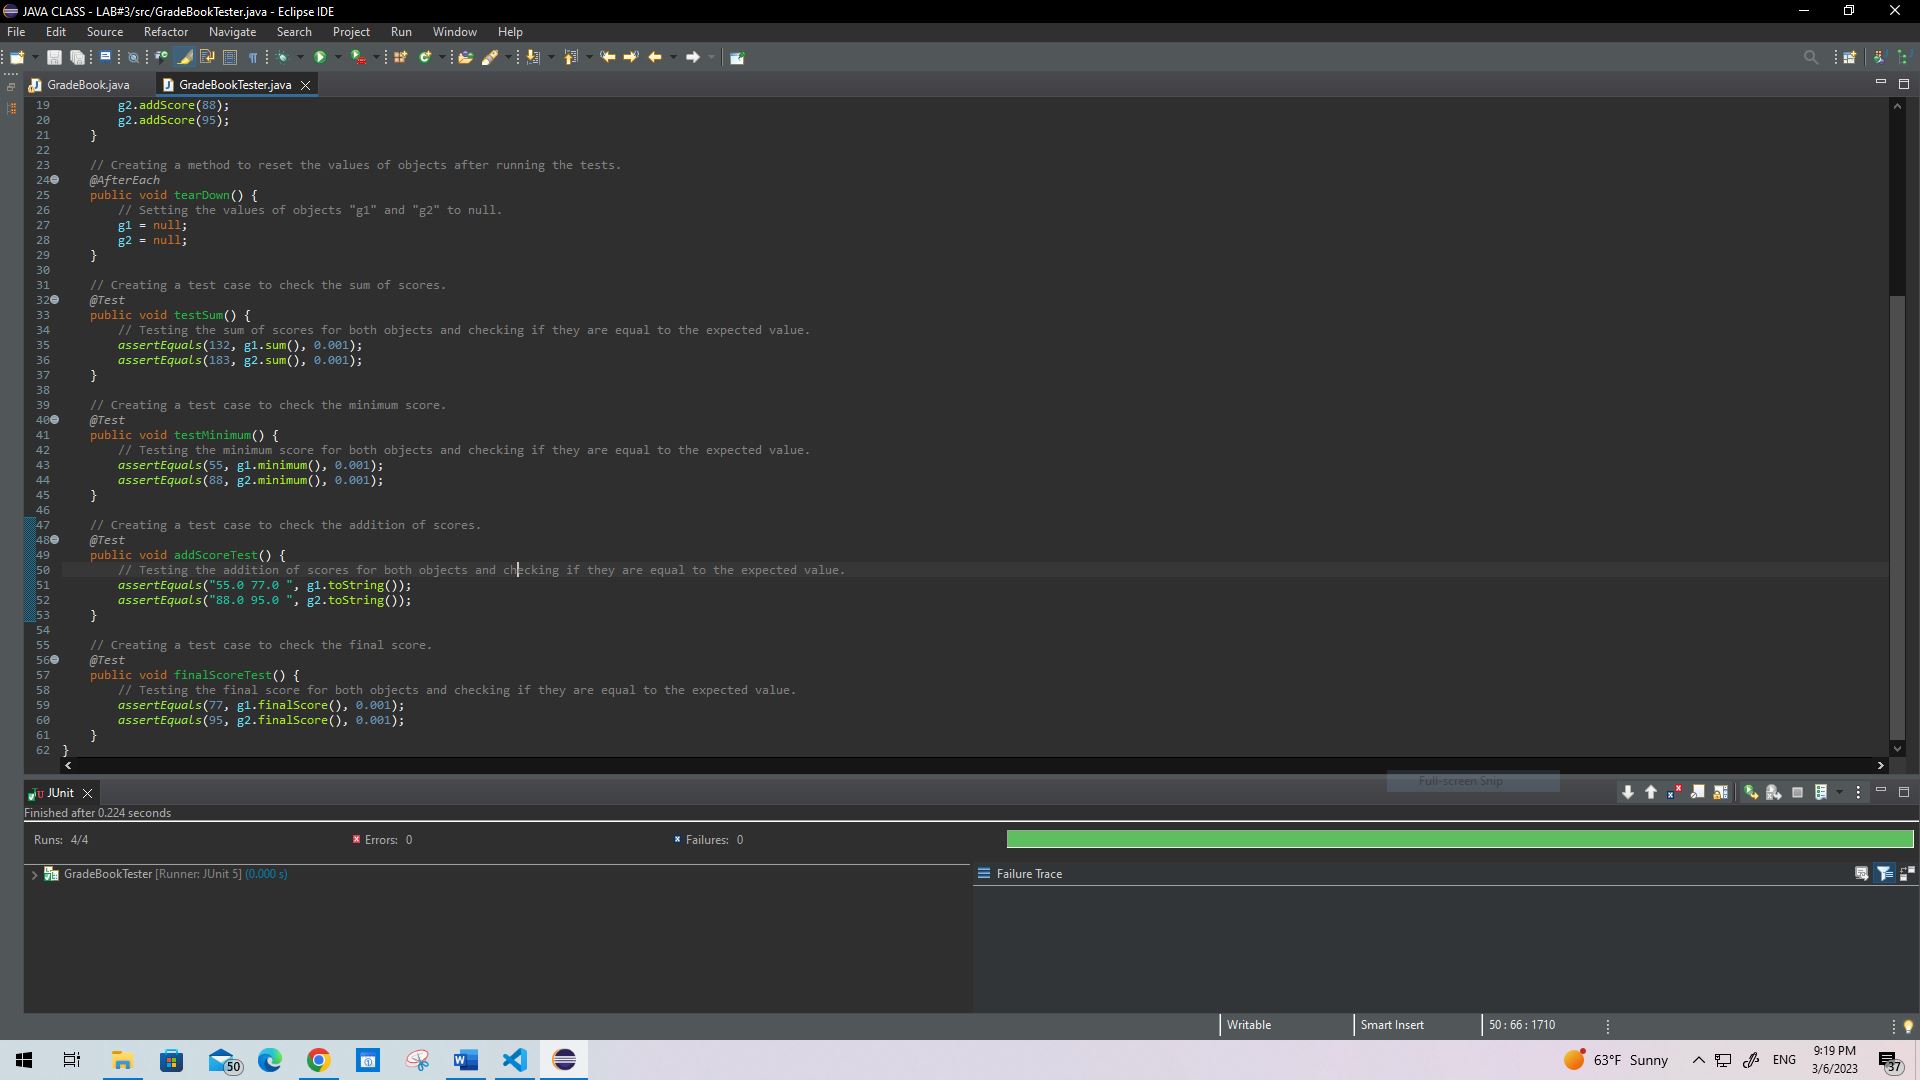 JAVA CLASS - LAB#3/src/GradeBookTester.java - Eclipse IDE
File Edit Source Refactor Navigate Search Project Run Window Help
GradeBook.java GradeBookTester.java
19 g2.addScore(88);
20 g2.addScore(95);
21 }
22
23 // Creating a method to reset the values of objects after running the tests.
24 @AfterEach
25 public void tearDown() {
26 // Setting the values of objects "g1" and "g2" to null.
27 g1 = null;
28 g2 = null;
29 }
30
31 // Creating a test case to check the sum of scores.
32 @Test
33 public void testSum() {
34 // Testing the sum of scores for both objects and checking if they are equal to the expected value.
35 assertEquals(132, g1.sum(), 0.001);
36 assertEquals(183, g2.sum(), 0.001);
37 }
38
39 // Creating a test case to check the minimum score.
40 @Test
41 public void testMinimum() {
42 // Testing the minimum score for both objects and checking if they are equal to the expected value.
43 assertEquals(55, g1.minimum(), 0.001);
44 assertEquals(88, g2.minimum(), 0.001);
45 }
46
47 // Creating a test case to check the addition of scores.
48 @Test
49 public void addScoreTest() {
50 // Testing the addition of scores for both objects and checking if they are equal to the expected value.
51 assertEquals("55.0 77.0 ", g1.toString());
52 assertEquals("88.0 95.0 ", g2.toString());
53 }
54
55 // Creating a test case to check the final score.
56 @Test
57 public void finalScoreTest() {
58 // Testing the final score for both objects and checking if they are equal to the expected value.
59 assertEquals(77, g1.finalScore(), 0.001);
60 assertEquals(95, g2.finalScore(), 0.001);
61 }
62 }
Full-screen Snip
JUnit
Finished after 0.224 seconds
Runs: 4/4 Errors: 0 Failures: 0
GradeBookTester [Runner: JUnit 5] (0.000 s) Failure Trace
Writable Smart Insert 50 : 66 : 1710
50 63°F Sunny ENG 9:19 PM
3/6/2023 37